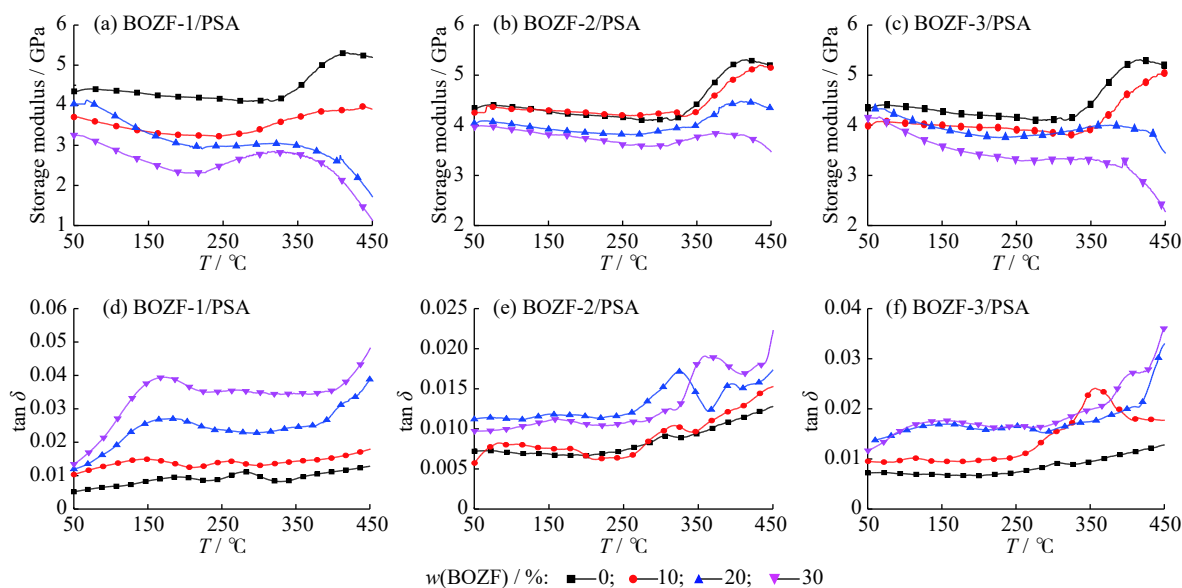 (a) BOZF-1/PSA
Storage modulus / GPa
6
5
4
3
2
1
50 150 250 350 450
T / °C
(b) BOZF-2/PSA
Storage modulus / GPa
6
5
4
3
2
50 150 250 350 450
T / °C
(c) BOZF-3/PSA
Storage modulus / GPa
6
5
4
3
2
50 150 250 350 450
T / °C
(d) BOZF-1/PSA
tan δ
0.06
0.05
0.04
0.03
0.02
0.01
0
50 150 250 350 450
T / °C
(e) BOZF-2/PSA
tan δ
0.025
0.020
0.015
0.010
0.005
0
50 150 250 350 450
T / °C
(f) BOZF-3/PSA
tan δ
0.04
0.03
0.02
0.01
0
50 150 250 350 450
T / °C
w(BOZF) / %: 0; 10; 20; 30